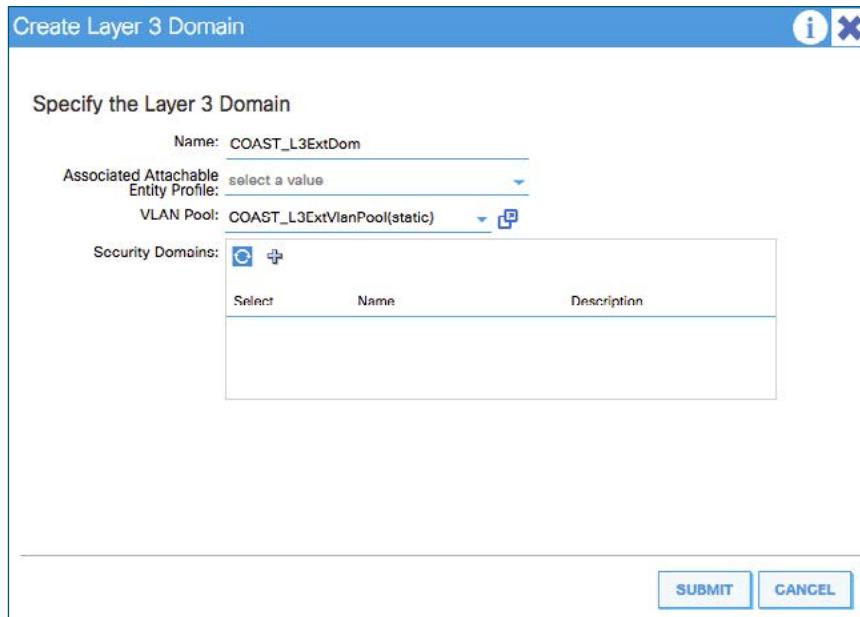 Create Layer 3 Domain
i
Specify the Layer 3 Domain
Name: COAST_L3ExtDom
Associated Attachable
Entity Profile: select a value
VLAN Pool: COAST_L3ExtVlanPool(static)
Security Domains:
Select Name Description
SUBMIT CANCEL